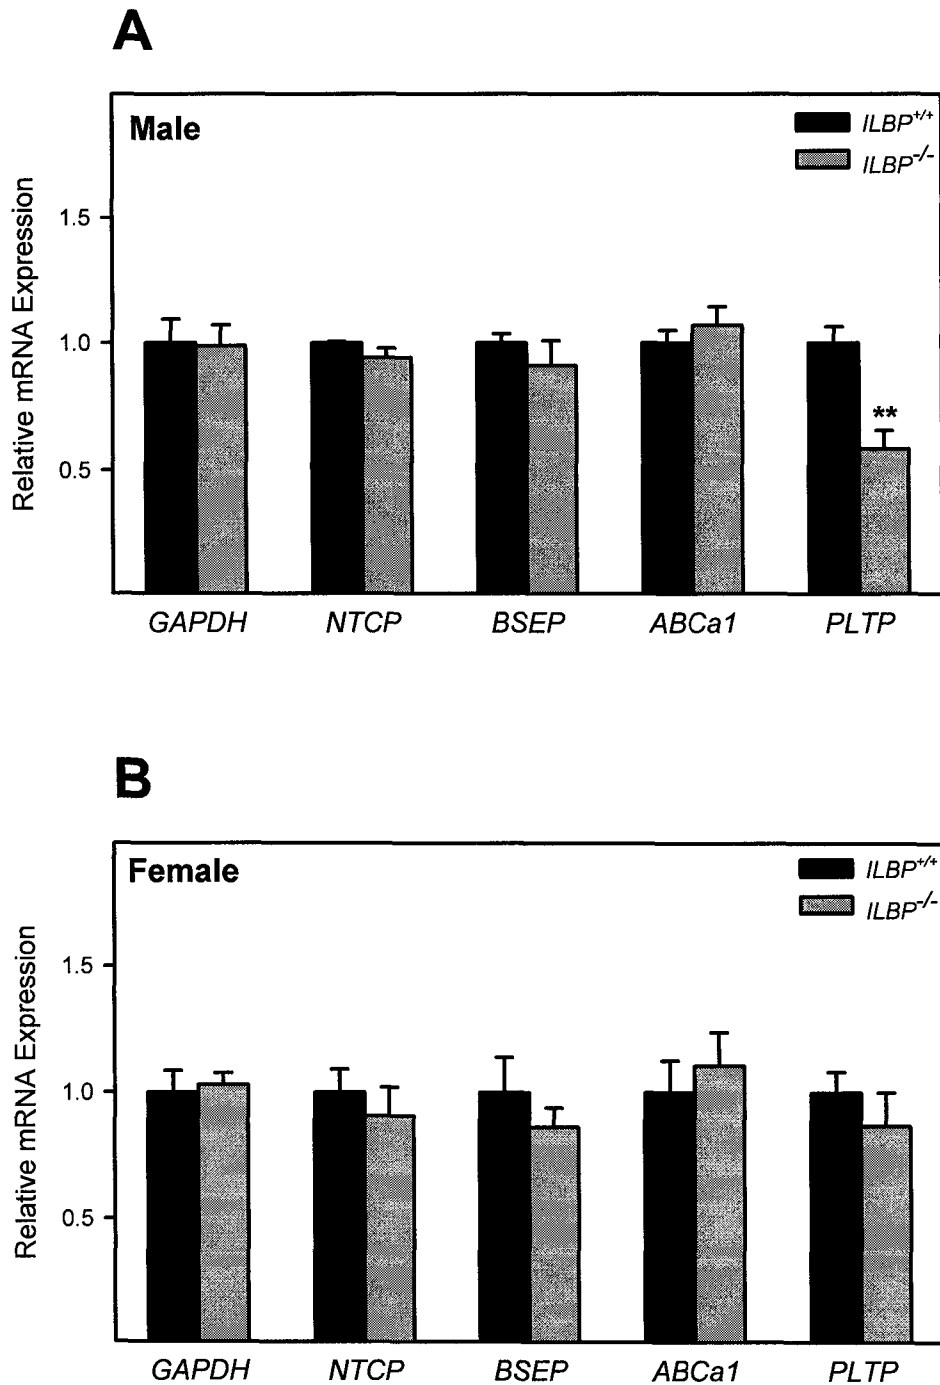 A
Male
ILBP+/+
ILBP-/-
Relative mRNA Expression
1.5
1.0
0.5
**
GAPDH NTCP BSEP ABCa1 PLTP
B
Female
ILBP+/+
ILBP-/-
Relative mRNA Expression
1.5
1.0
0.5
GAPDH NTCP BSEP ABCa1 PLTP